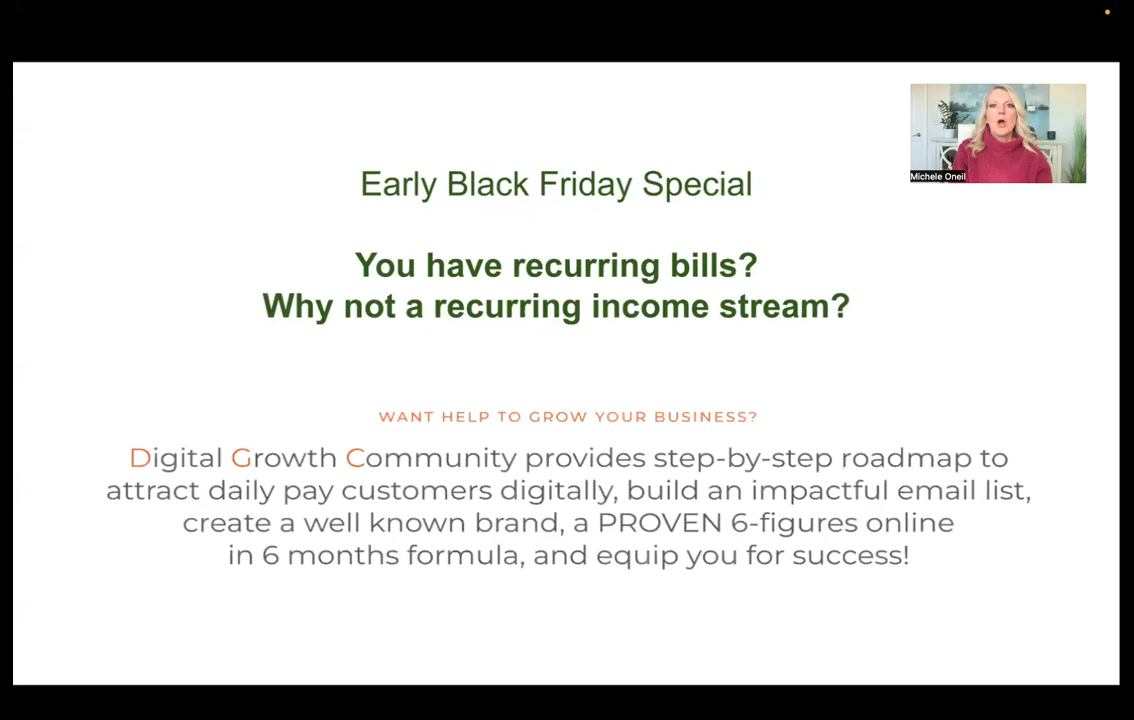 Michele Oneil
Early Black Friday Special
You have recurring bills?
Why not a recurring income stream?
WANT HELP TO GROW YOUR BUSINESS?
Digital Growth Community provides step-by-step roadmap to
attract daily pay customers digitally, build an impactful email list,
create a well known brand, a PROVEN 6-figures online
in 6 months formula, and equip you for success!